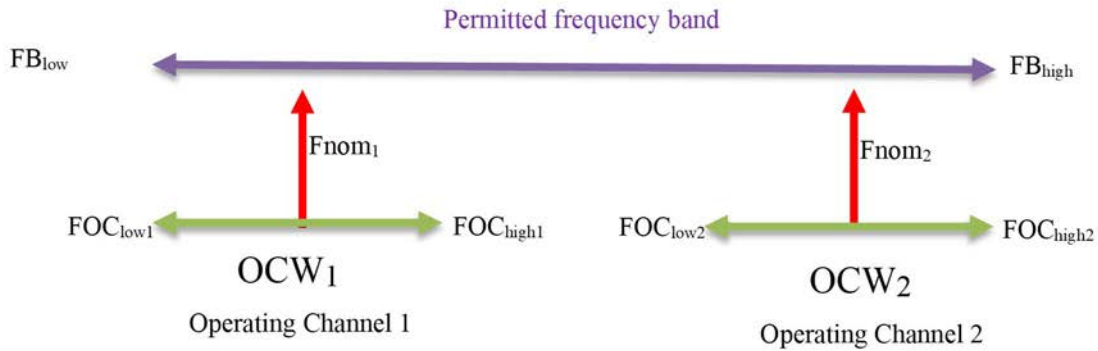 Permitted frequency band
FBlow
FBhigh
Fnom1
Fnom2
FOClow1
FOChigh1
FOClow2
FOChigh2
OCW1
OCW2
Operating Channel 1
Operating Channel 2